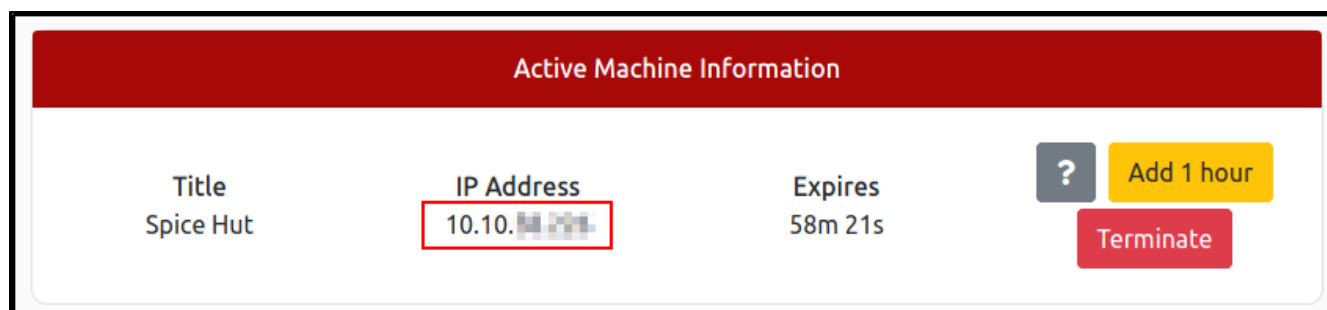 Active Machine Information
Title IP Address Expires ? Add 1 hour
Spice Hut 10.10. 58m 21s
Terminate